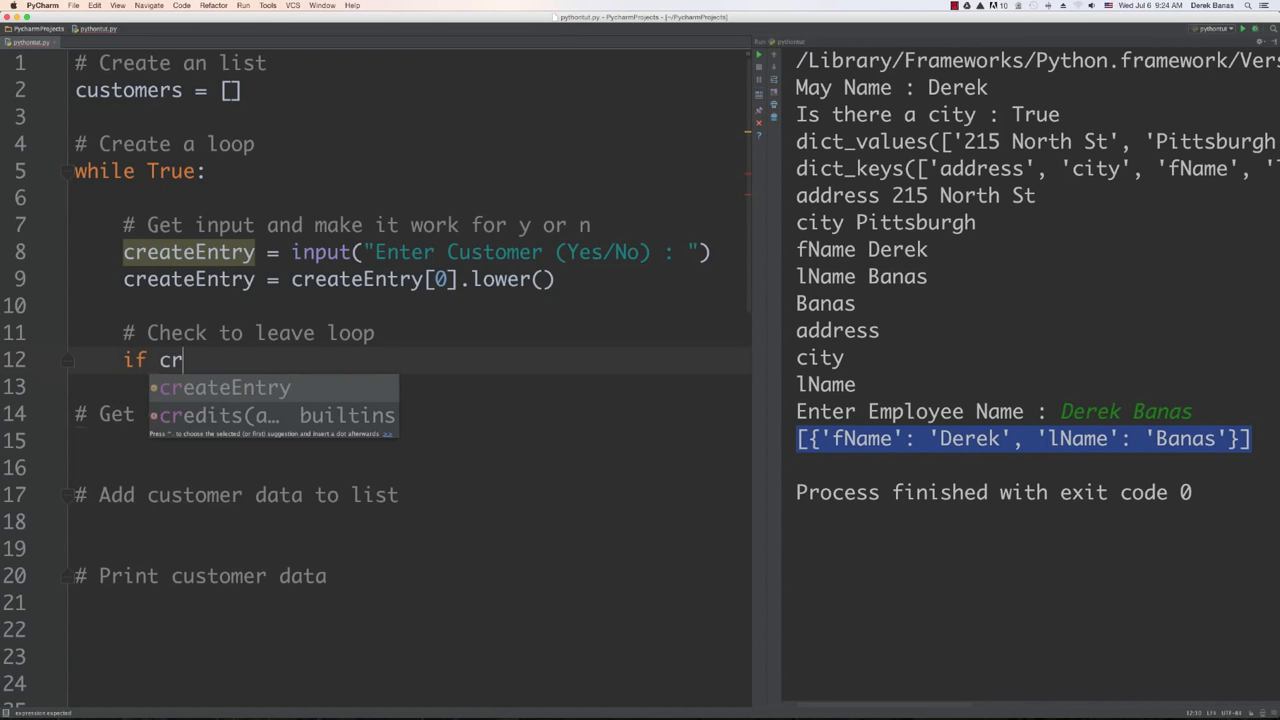 PyCharm File Edit View Navigate Code Refactor Run Tools VCS Window Help
10 Wed Jul 6 9:24 AM Derek Banas
pythontut.py - PyCharmProjects - [~/PycharmProjects]
PycharmProjects pythontut.py
pythontut
pythontut.py
Run pythontut
1 # Create an list
2 customers = []
3
4 # Create a loop
5 while True:
6
7 # Get input and make it work for y or n
8 createEntry = input("Enter Customer (Yes/No) : ")
9 createEntry = createEntry[0].lower()
10
11 # Check to leave loop
12 if cr
createEntry
credits(a… builtins
Press ^. to choose the selected (or first) suggestion and insert a dot afterwards >>
13
14 # Get
15
16
17 # Add customer data to list
18
19
20 # Print customer data
21
22
23
24
25
/Library/Frameworks/Python.framework/Vers
May Name : Derek
Is there a city : True
dict_values(['215 North St', 'Pittsburgh
dict_keys(['address', 'city', 'fName', 'l
address 215 North St
city Pittsburgh
fName Derek
lName Banas
Banas
address
city
lName
Enter Employee Name : Derek Banas
[{'fName': 'Derek', 'lName': 'Banas'}]
Process finished with exit code 0
expression expected
12:10 LF UTF-8